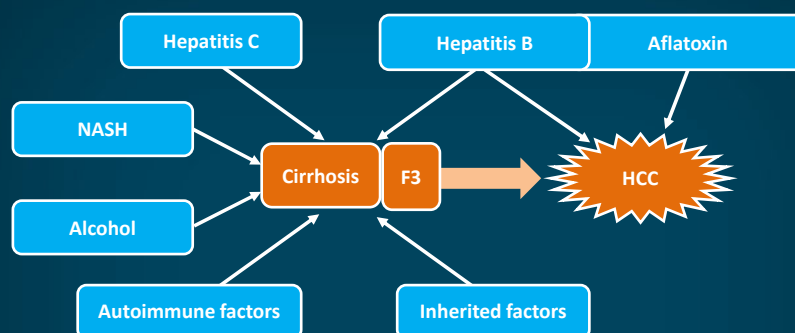 Hepatitis C
Hepatitis B
Aflatoxin
NASH
Cirrhosis
F3
HCC
Alcohol
Autoimmune factors
Inherited factors